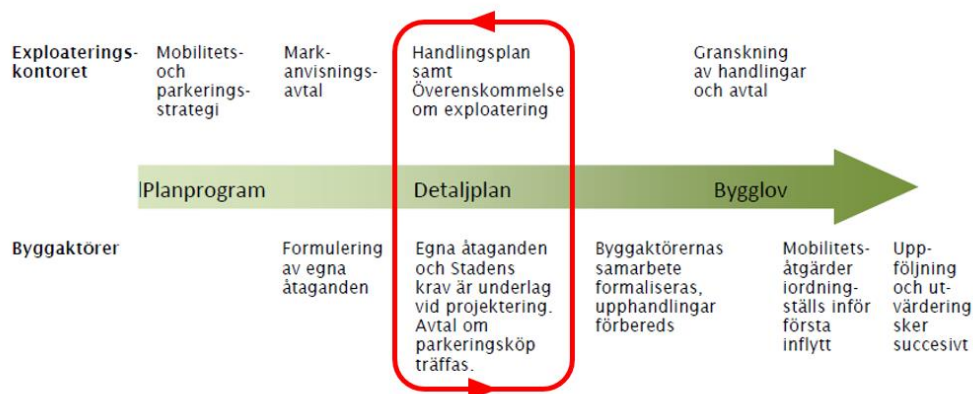 Exploaterings-
kontoret
Mobilitets-
och
parkerings-
strategi
Mark-
anvisnings-
avtal
Handlingsplan
samt
Överenskommelse
om exploatering
Granskning
av handlingar
och avtal
Planprogram
Detaljplan
Bygglov
Byggaktörer
Formulering
av egna
åtaganden
Egna åtaganden
och Stadens
krav är underlag
vid projektering.
Avtal om
parkeringsköp
träffas.
Byggaktörernas
samarbete
formaliseras,
upphandlingar
förbereds
Mobilitets-
åtgärder
iordning-
ställs inför
första
inflytt
Upp-
följning
och ut-
värdering
sker
succesivt